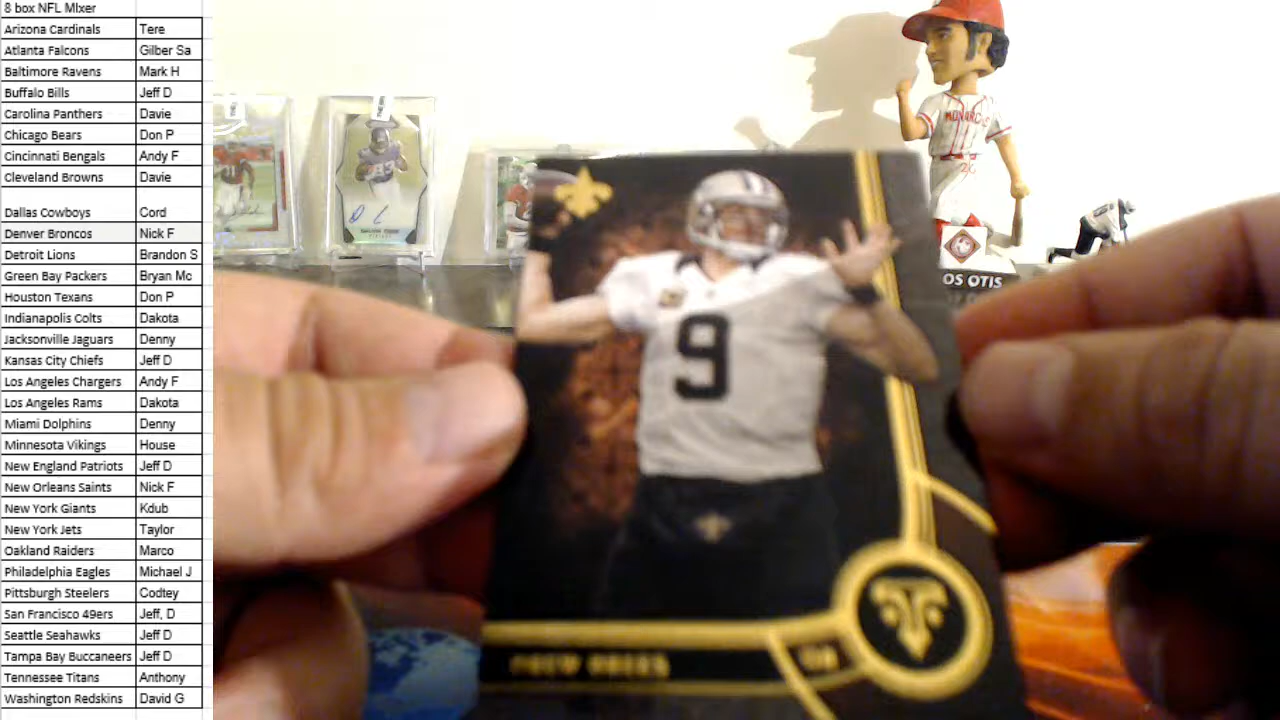 8 box NFL MIxer
Arizona Cardinals Tere
Atlanta Falcons Gilber Sa
Baltimore Ravens Mark H
Buffalo Bills Jeff D
Carolina Panthers Davie
Chicago Bears Don P
Cincinnati Bengals Andy F
Cleveland Browns Davie
Dallas Cowboys Cord
Denver Broncos Nick F
Detroit Lions Brandon S
Green Bay Packers Bryan Mc
Houston Texans Don P
Indianapolis Colts Dakota
Jacksonville Jaguars Denny
Kansas City Chiefs Jeff D
Los Angeles Chargers Andy F
Los Angeles Rams Dakota
Miami Dolphins Denny
Minnesota Vikings House
New England Patriots Jeff D
New Orleans Saints Nick F
New York Giants Kdub
New York Jets Taylor
Oakland Raiders Marco
Philadelphia Eagles Michael J
Pittsburgh Steelers Codtey
San Francisco 49ers Jeff, D
Seattle Seahawks Jeff D
Tampa Bay Buccaneers Jeff D
Tennessee Titans Anthony
Washington Redskins David G
MONARCHS
OS OTIS
9
DREW BREES